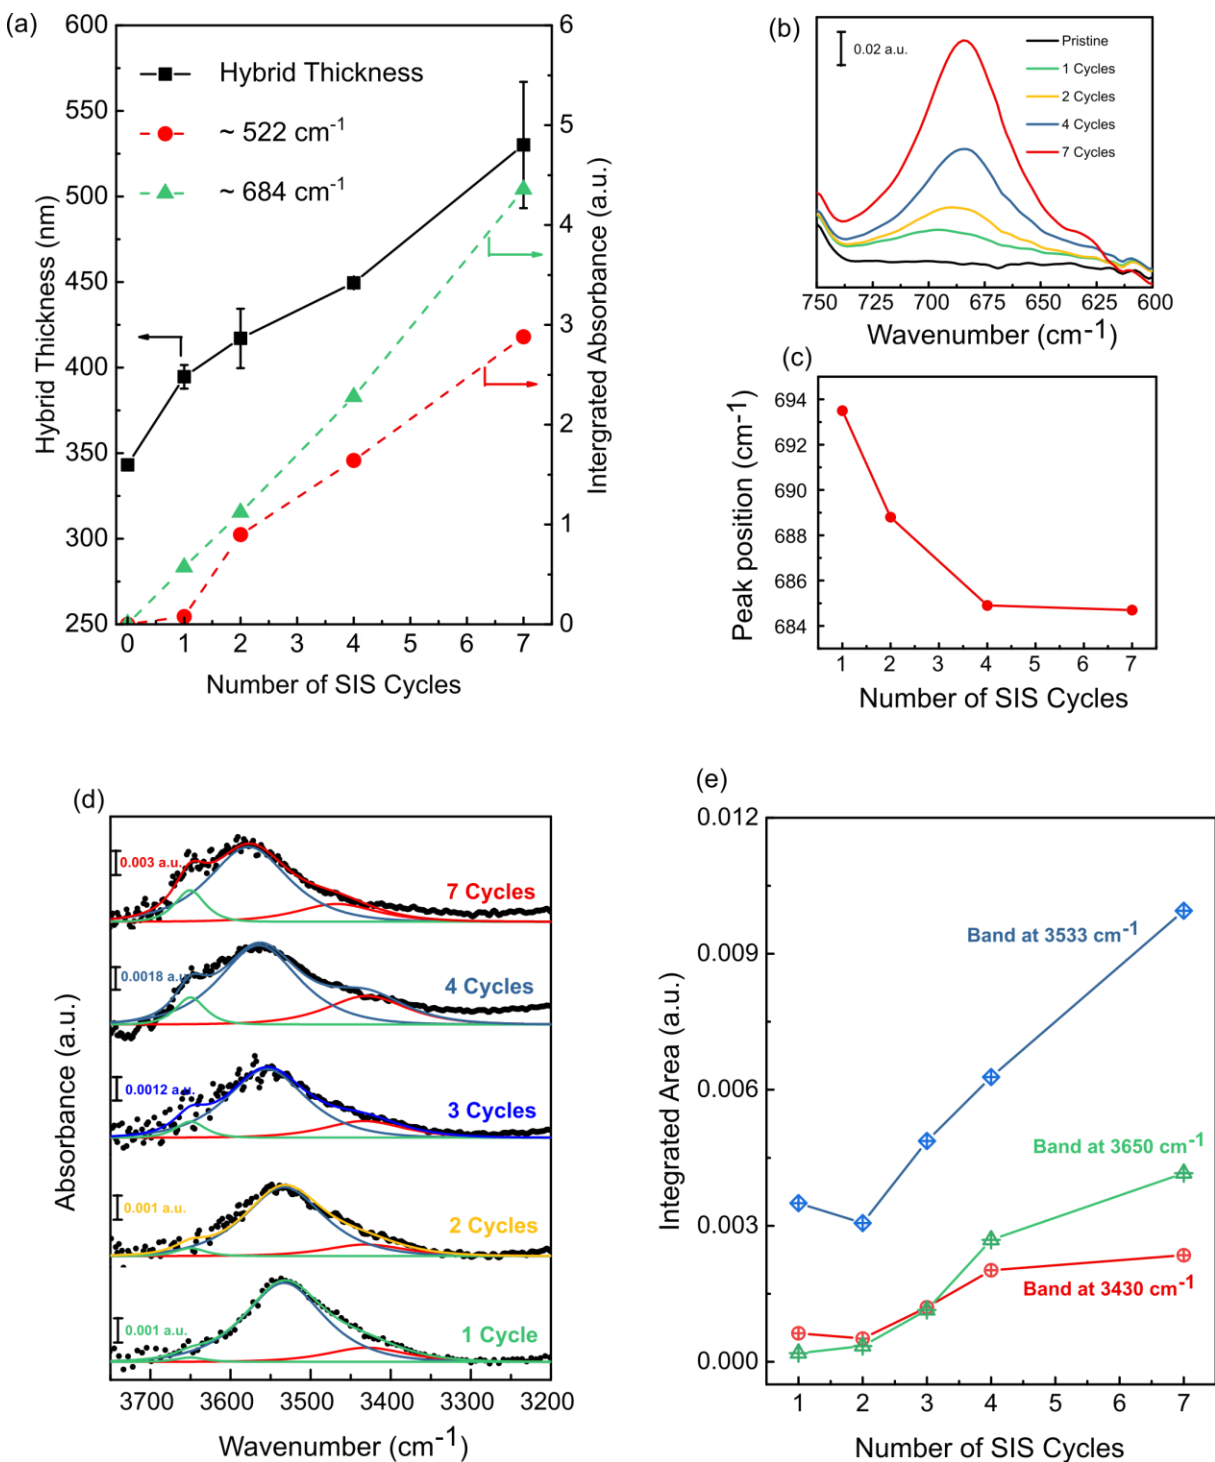 (a)
600
550
500
450
400
350
300
250
Hybrid Thickness (nm)
Hybrid Thickness
~ 522 cm-1
~ 684 cm-1
6
5
4
3
2
1
0
Intergrated Absorbance (a.u.)
0 1 2 3 4 5 6 7
Number of SIS Cycles
(b)
0.02 a.u.
Pristine
1 Cycles
2 Cycles
4 Cycles
7 Cycles
750 725 700 675 650 625 600
Wavenumber (cm-1)
(c)
694
692
690
688
686
684
Peak position (cm-1)
1 2 3 4 5 6 7
Number of SIS Cycles
(d)
Absorbance (a.u.)
0.003 a.u.
7 Cycles
0.0018 a.u.
4 Cycles
0.0012 a.u.
3 Cycles
0.001 a.u.
2 Cycles
0.001 a.u.
1 Cycle
3700 3600 3500 3400 3300 3200
Wavenumber (cm-1)
(e)
0.012
0.009
0.006
0.003
0.000
Integrated Area (a.u.)
Band at 3533 cm-1
Band at 3650 cm-1
Band at 3430 cm-1
1 2 3 4 5 6 7
Number of SIS Cycles